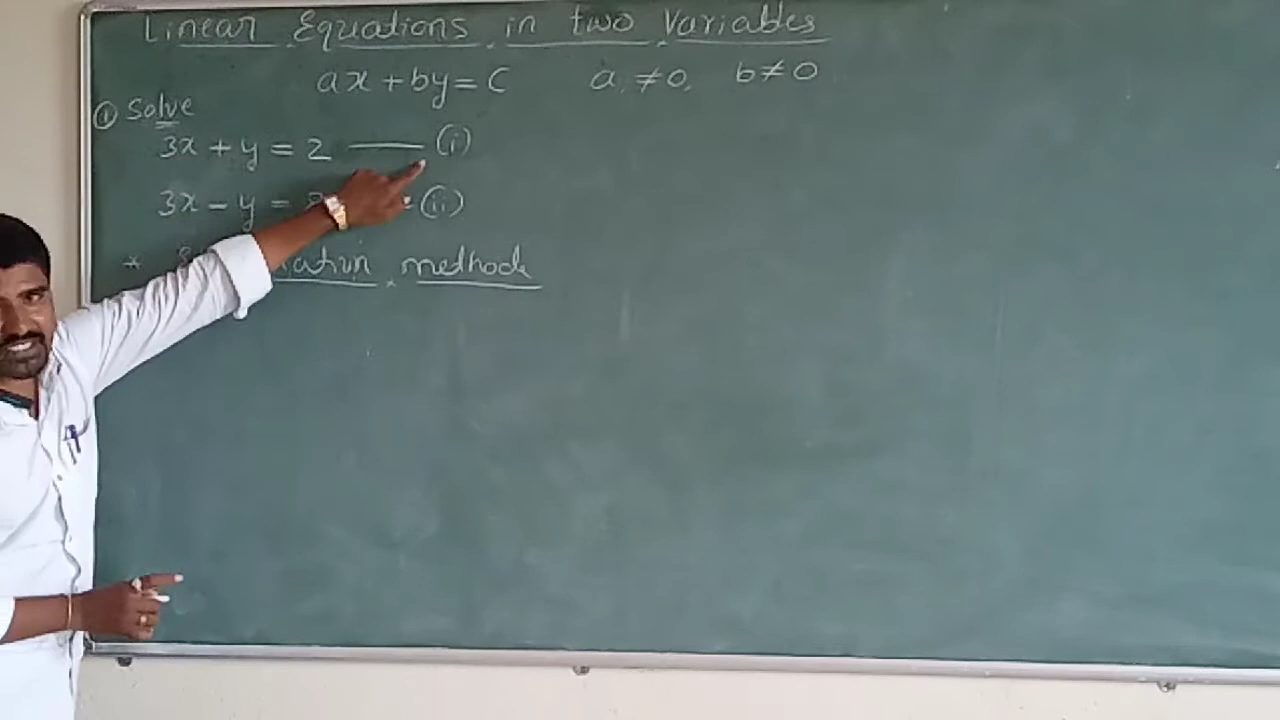 Linear Equations in two Variables
ax + by = C a ≠ 0, b ≠ 0
① Solve
3x + y = 2 —— (i)
3x - y = (ii)
* method